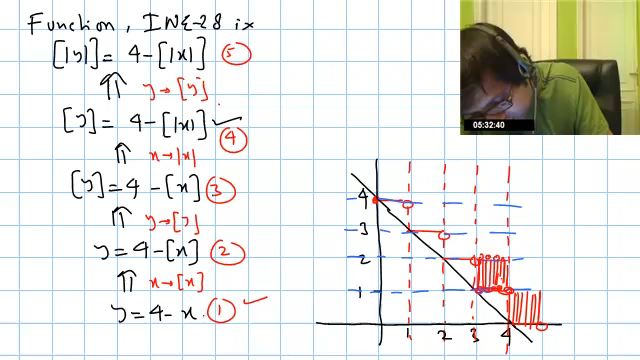 Function, INE-28 ix
[|y|] = 4 - [|x|] ⑤
⇑ y → [y]
[y] = 4 - [|x|] ④
⇑ x → |x|
[y] = 4 - [x] ③
⇑ y → [y]
y = 4 - [x] ②
⇑ x → [x]
y = 4 - x. ①
05:32:40
4
3
2
1
1 2 3 4